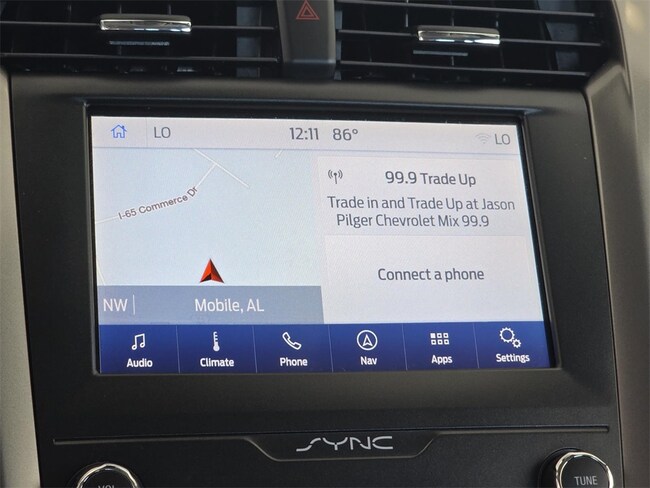 LO 12:11 86° LO
I-65 Commerce Dr
NW Mobile, AL
99.9 Trade Up
Trade in and Trade Up at Jason
Pilger Chevrolet Mix 99.9
Connect a phone
Audio Climate Phone Nav Apps Settings
SYNC
VOL TUNE